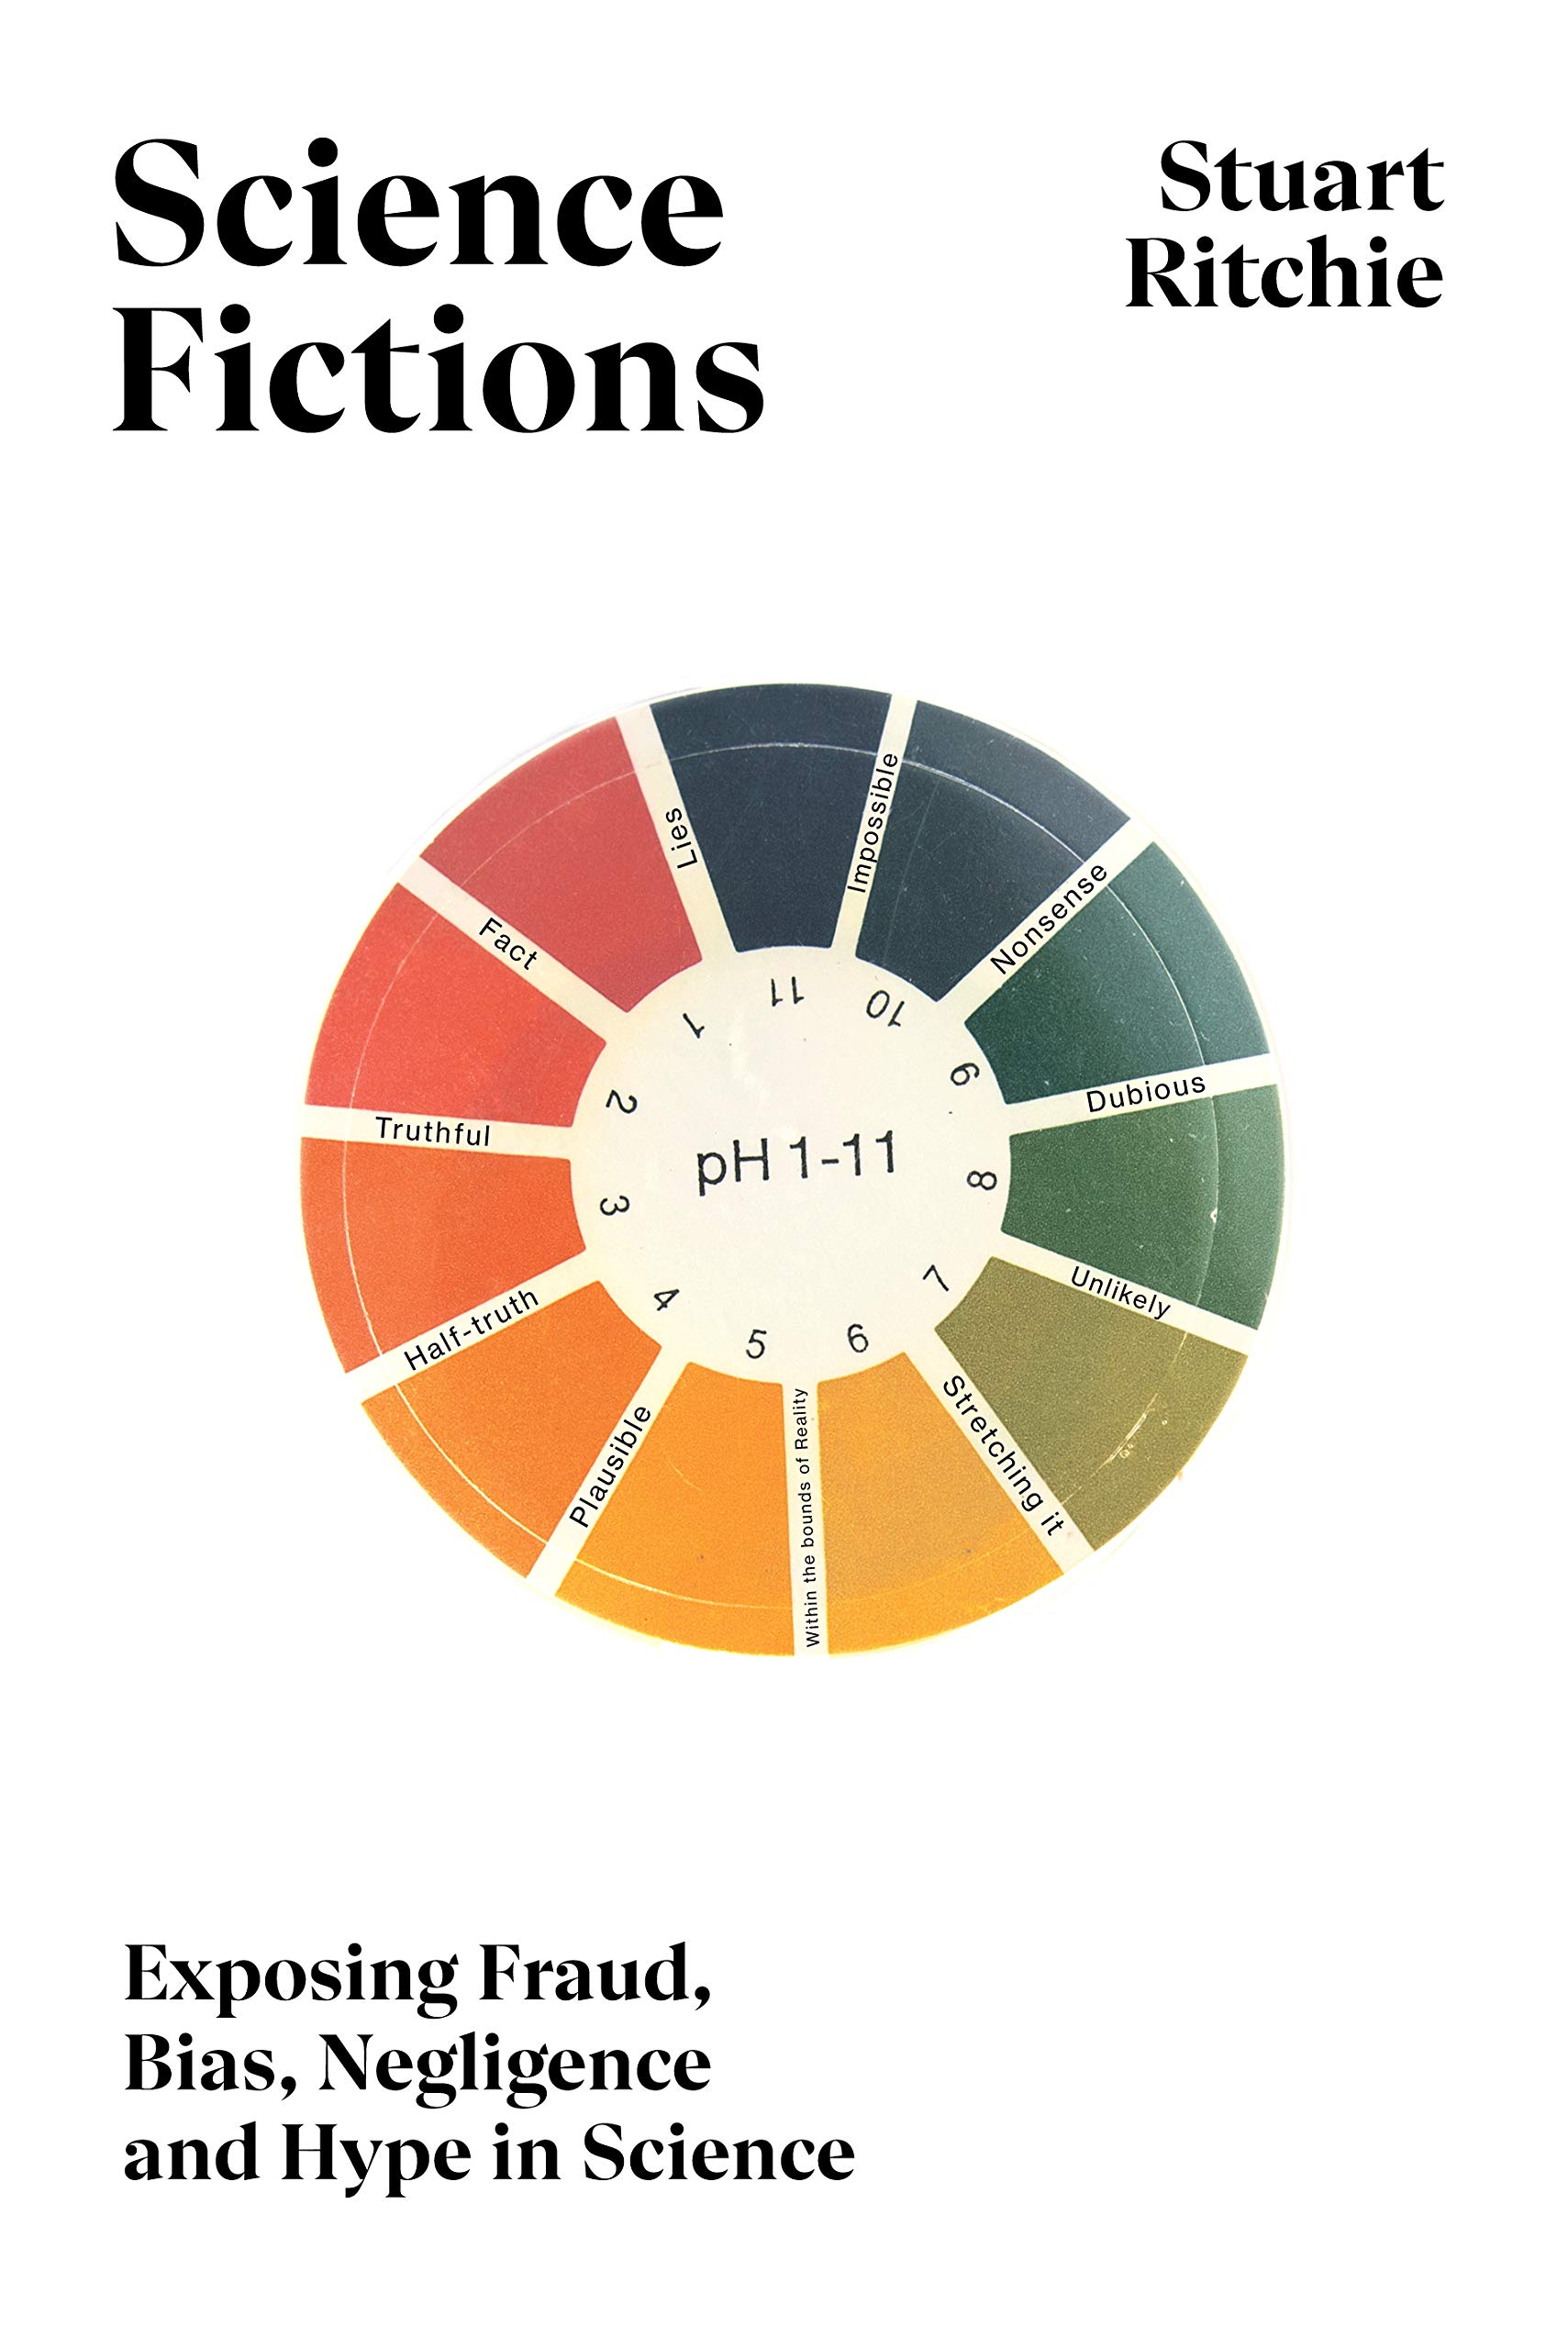 Science
Fictions
Stuart
Ritchie
Lies
Impossible
Nonsense
Dubious
Unlikely
Stretching it
Within the bounds of Reality
Plausible
Half-truth
Truthful
Fact
1
2
3
4
5
6
7
8
9
10
11
pH 1-11
Exposing Fraud,
Bias, Negligence
and Hype in Science